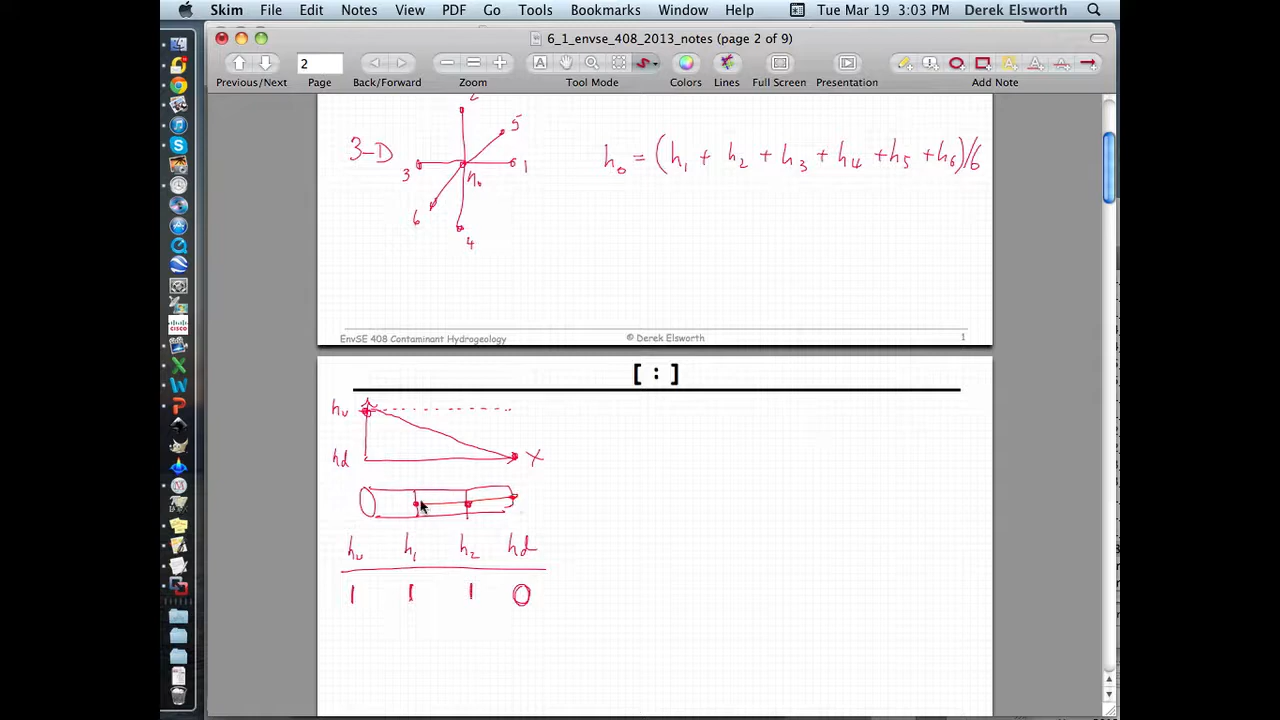 Skim File Edit Notes View PDF Go Tools Bookmarks Window Help Tue Mar 19 3:03 PM Derek Elsworth
6_1_envse408_2013_notes (page 2 of 9)
2
Previous/Next Page Back/Forward Zoom Tool Mode Colors Lines Full Screen Presentation Add Note
2
5
3-D
3
h₀
1
6
4
h₀ = (h₁ + h₂ + h₃ + h₄ + h₅ + h₆)/6
EnvSE 408 Contaminant Hydrogeology © Derek Elsworth 1
[ : ]
hu
hd
X
hu h₁ h₂ hd
1 1 1 0